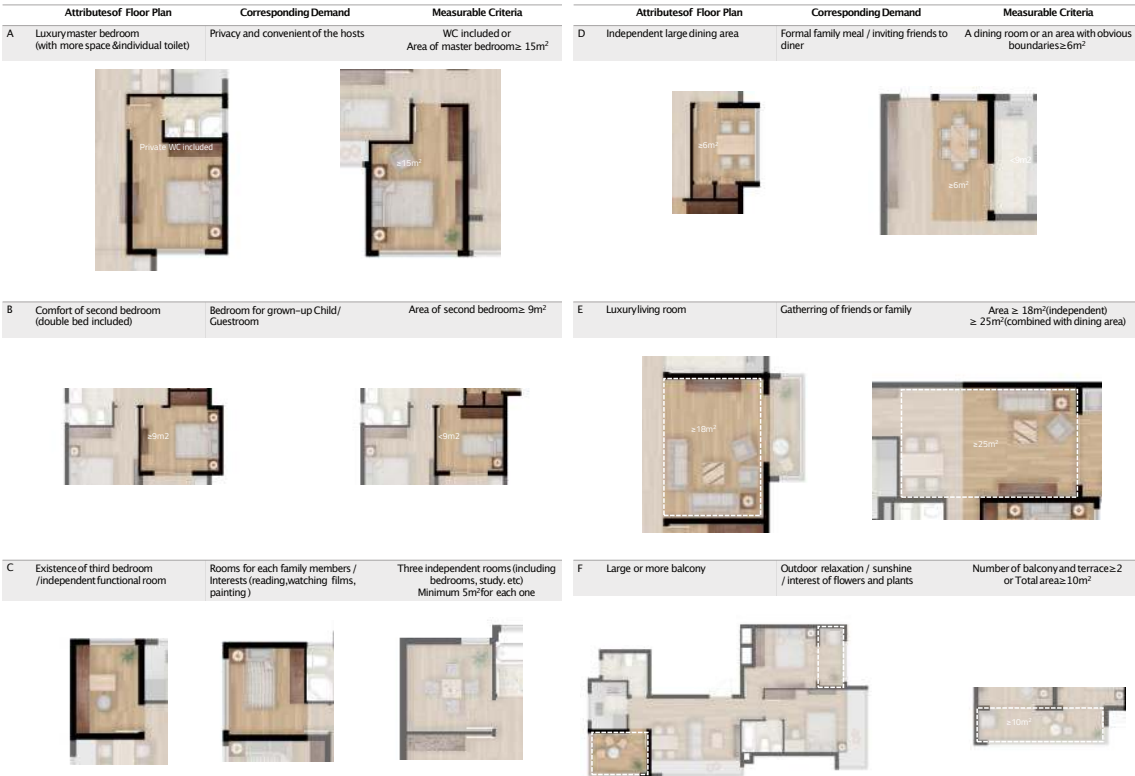 Attributesof Floor Plan Corresponding Demand Measurable Criteria
A Luxurymaster bedroom
(with more space &individual toilet)
Privacy and convenient of the hosts
WC included or
Area of master bedroom≥ 15m²
Private WC included
≥15m²
B Comfort of second bedroom
(double bed included)
Bedroom for grown-up Child/
Guestroom
Area of second bedroom≥ 9m²
≥9m2
<9m2
C Existence of third bedroom
/independent functional room
Rooms for each family members /
Interests (reading,watching films,
painting )
Three independent rooms (including
bedrooms, study. etc)
Minimum 5m²for each one
Attributesof Floor Plan Corresponding Demand Measurable Criteria
D Independent large dining area
Formal family meal / inviting friends to
diner
A dining room or an area with obvious
boundaries≥6m²
≥6m²
≥6m²
E Luxuryliving room
Gathering of friends or family
Area ≥ 18m²(independent)
≥ 25m²(combined with dining area)
≥18m²
≥25m²
F Large or more balcony
Outdoor relaxation / sunshine
/ interest of flowers and plants
Number of balcony and terrace≥2
or Total area≥10m²
≥10m²